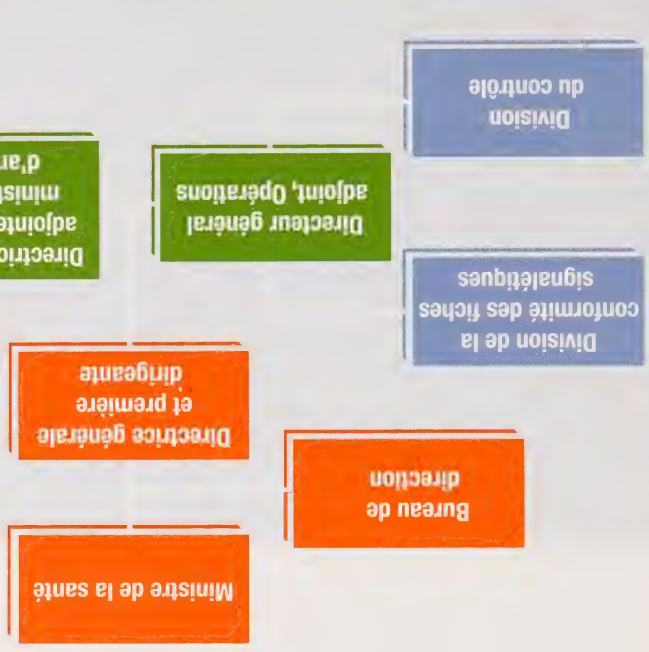 Ministre de la santé
Bureau de
direction
Directrice générale
et première
dirigeante
Division de la
conformité des fiches
signalétiques
Directeur général
adjoint, Opérations
adjointe
Division
du contrôle